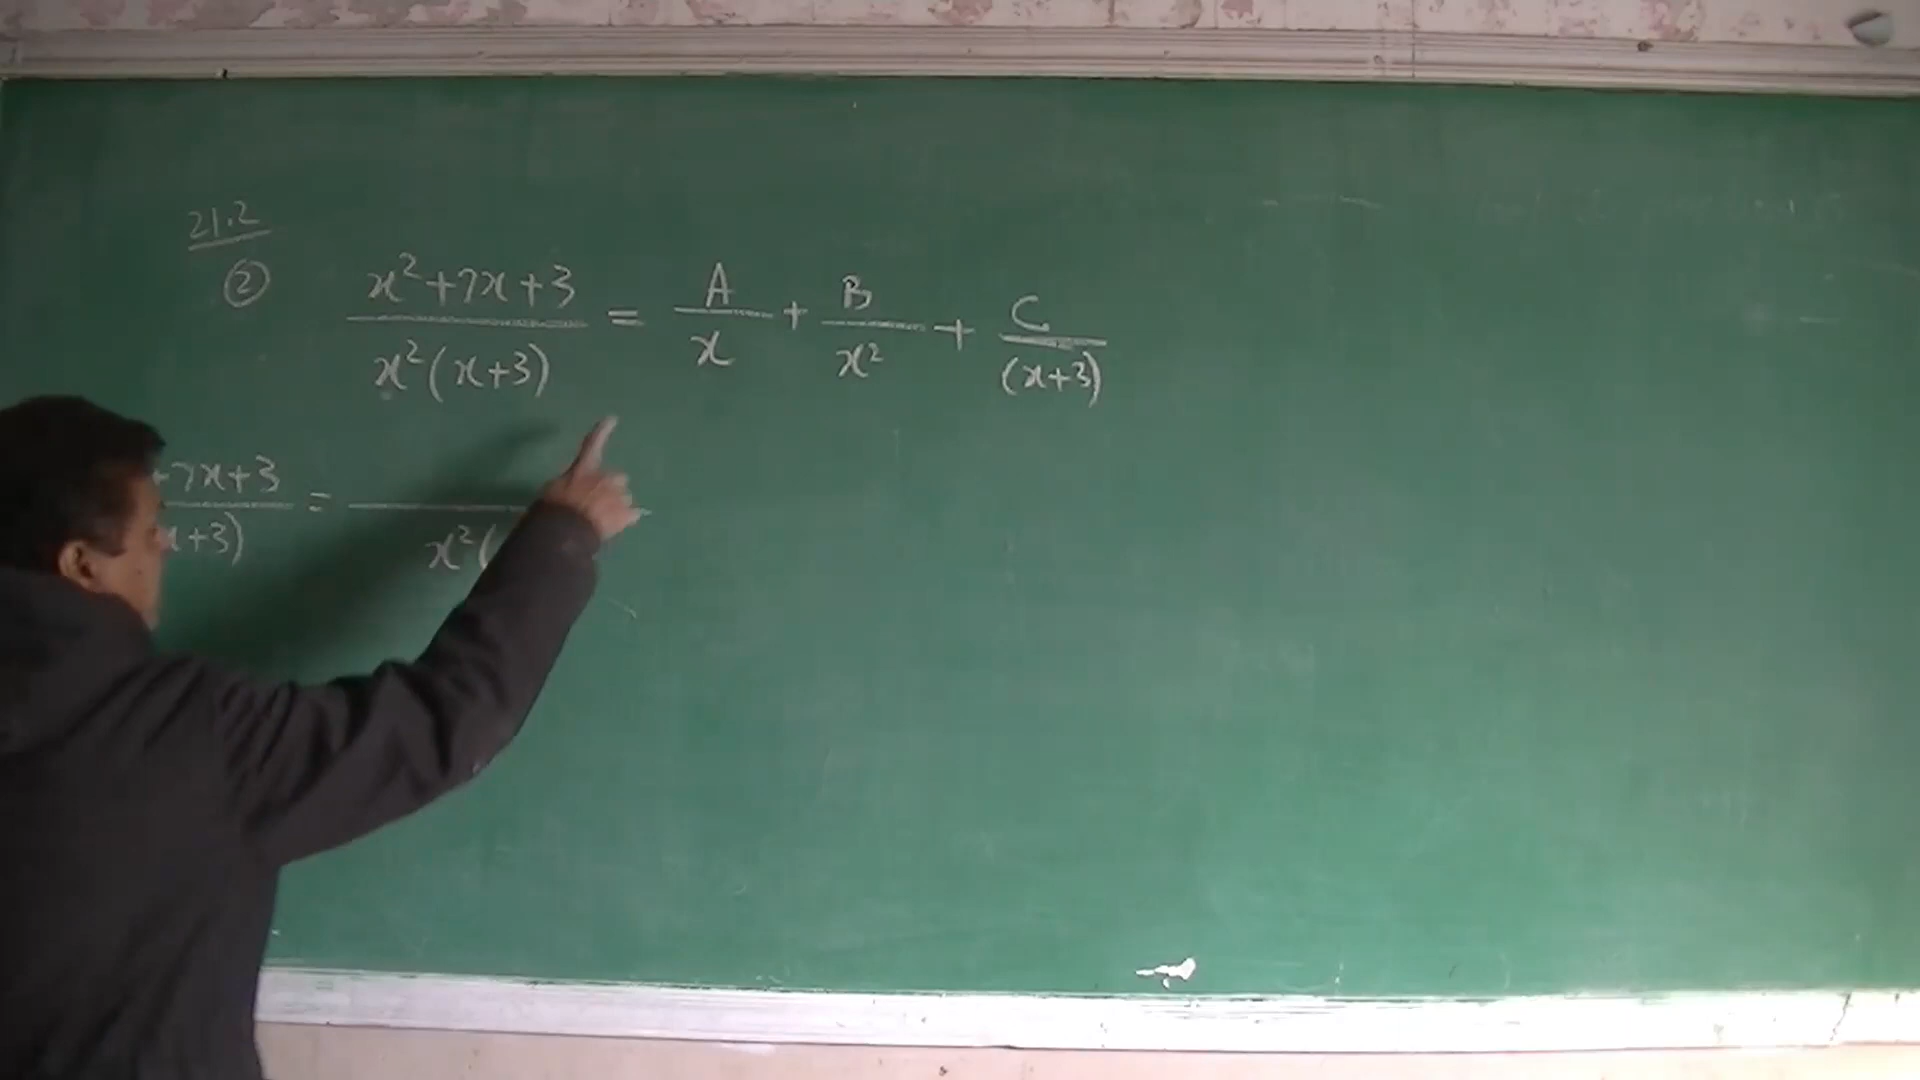 21.2
②
x²+7x+3 / x²(x+3) = A/x + B/x² + C/(x+3)
+7x+3 / x+3) = / x²(